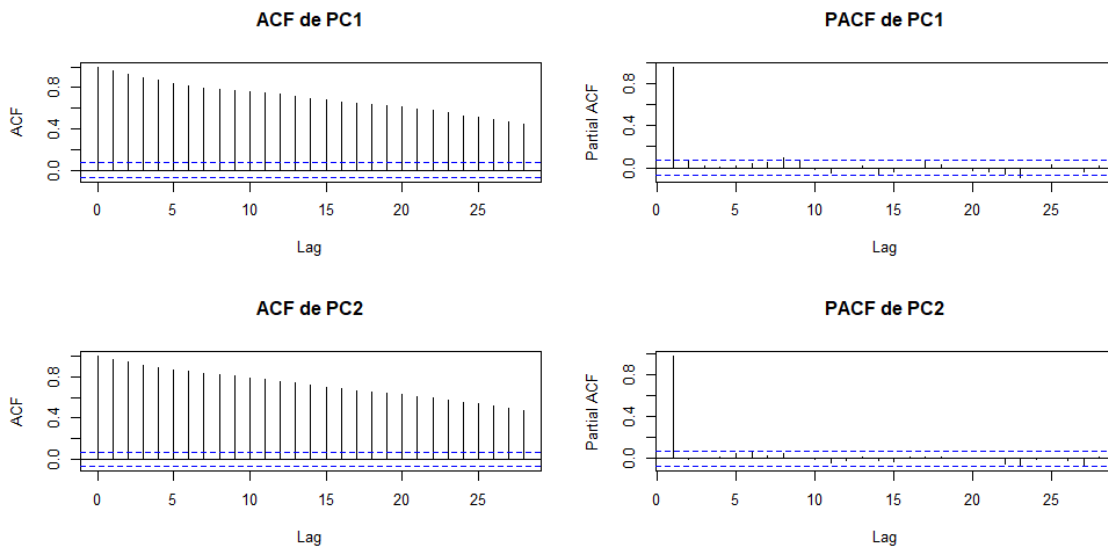 ACF de PC1
ACF
0.0 0.4 0.8
0 5 10 15 20 25
Lag
PACF de PC1
Partial ACF
0.0 0.4 0.8
0 5 10 15 20 25
Lag
ACF de PC2
ACF
0.0 0.4 0.8
0 5 10 15 20 25
Lag
PACF de PC2
Partial ACF
0.0 0.4 0.8
0 5 10 15 20 25
Lag